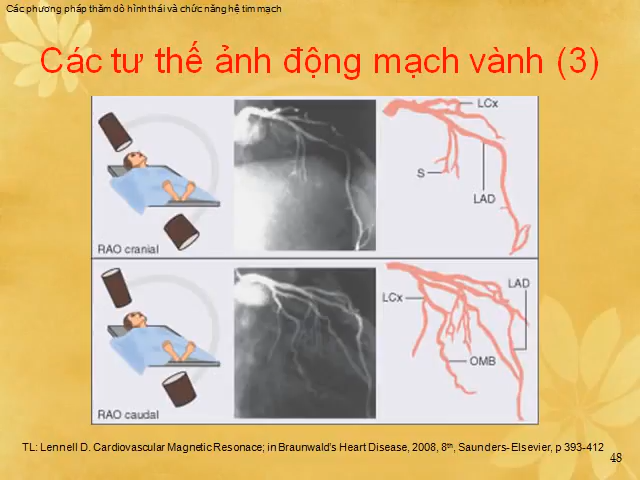 Các phương pháp thăm dò hình thái và chức năng hệ tim mạch
Các tư thế ảnh động mạch vành (3)
LCx
S
LAD
RAO cranial
LCx
LAD
OMB
RAO caudal
TL: Lennell D. Cardiovascular Magnetic Resonace; in Braunwald's Heart Disease, 2008, 8th, Saunders-Elsevier, p 393-412
48